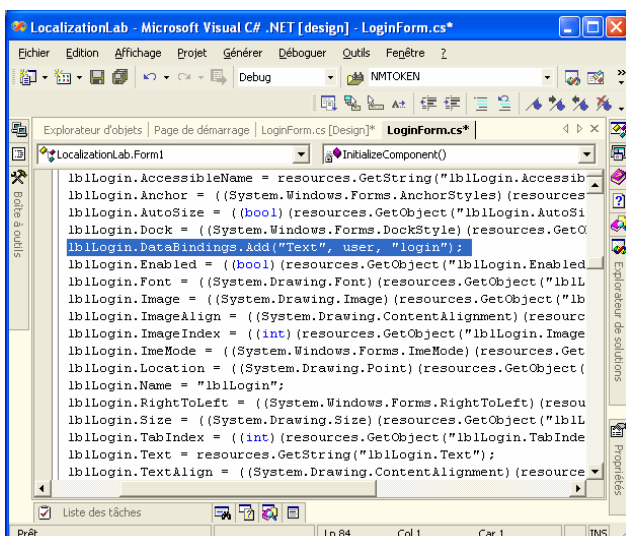 LocalizationLab - Microsoft Visual C# .NET [design] - LoginForm.cs*
Fichier Edition Affichage Projet Générer Déboguer Outils Fenêtre ?
Debug NMTOKEN
Explorateur d'objets | Page de démarrage | LoginForm.cs [Design]* LoginForm.cs*
LocalizationLab.Form1 InitializeComponent()
lblLogin.AccessibleName = resources.GetString("lblLogin.Accessib
lblLogin.Anchor = ((System.Windows.Forms.AnchorStyles)(resources
lblLogin.AutoSize = ((bool)(resources.GetObject("lblLogin.AutoSi
lblLogin.Dock = ((System.Windows.Forms.DockStyle)(resources.GetO
lblLogin.DataBindings.Add("Text", user, "login");
lblLogin.Enabled = ((bool)(resources.GetObject("lblLogin.Enabled
lblLogin.Font = ((System.Drawing.Font)(resources.GetObject("lblL
lblLogin.Image = ((System.Drawing.Image)(resources.GetObject("lb
lblLogin.ImageAlign = ((System.Drawing.ContentAlignment)(resourc
lblLogin.ImageIndex = ((int)(resources.GetObject("lblLogin.Image
lblLogin.ImeMode = ((System.Windows.Forms.ImeMode)(resources.Get
lblLogin.Location = ((System.Drawing.Point)(resources.GetObject(
lblLogin.Name = "lblLogin";
lblLogin.RightToLeft = ((System.Windows.Forms.RightToLeft)(resou
lblLogin.Size = ((System.Drawing.Size)(resources.GetObject("lblL
lblLogin.TabIndex = ((int)(resources.GetObject("lblLogin.TabInde
lblLogin.Text = resources.GetString("lblLogin.Text");
lblLogin.TextAlign = ((System.Drawing.ContentAlignment)(resource
Boîte à outils
Explorateur de solutions
Propriétés
Liste des tâches
Prêt Ln 84 Col 1 Car 1 INS